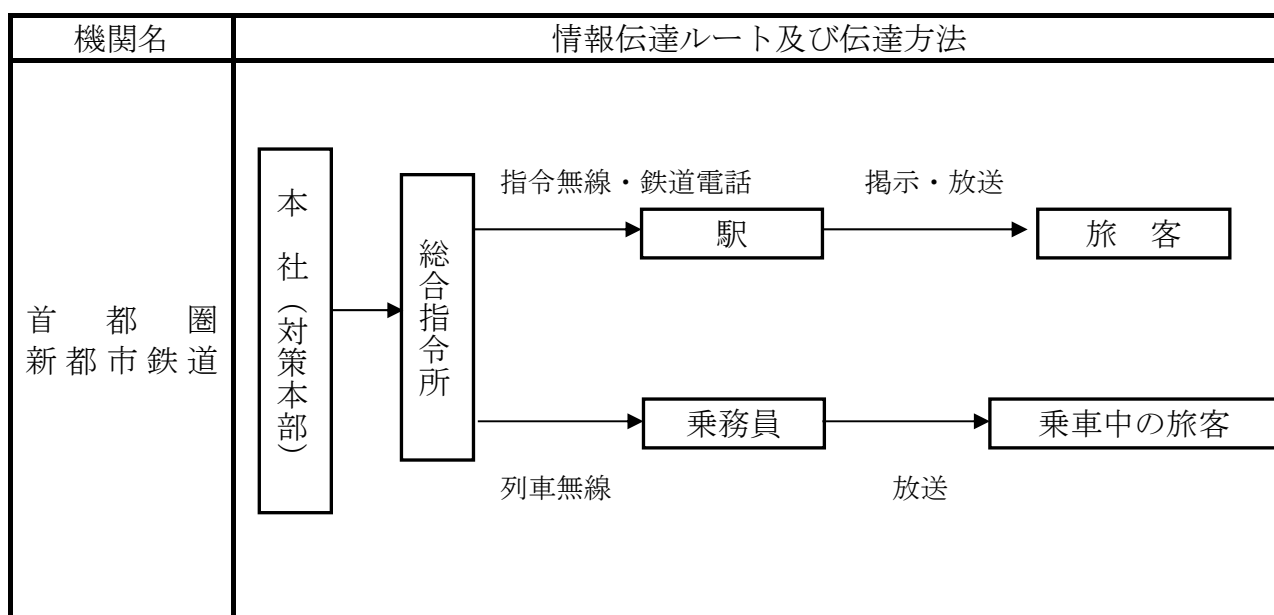 機関名
情報伝達ルート及び伝達方法
首都圏
新都市鉄道
本社(対策本部)
総合指令所
指令無線・鉄道電話
掲示・放送
駅
旅客
乗務員
乗車中の旅客
列車無線
放送